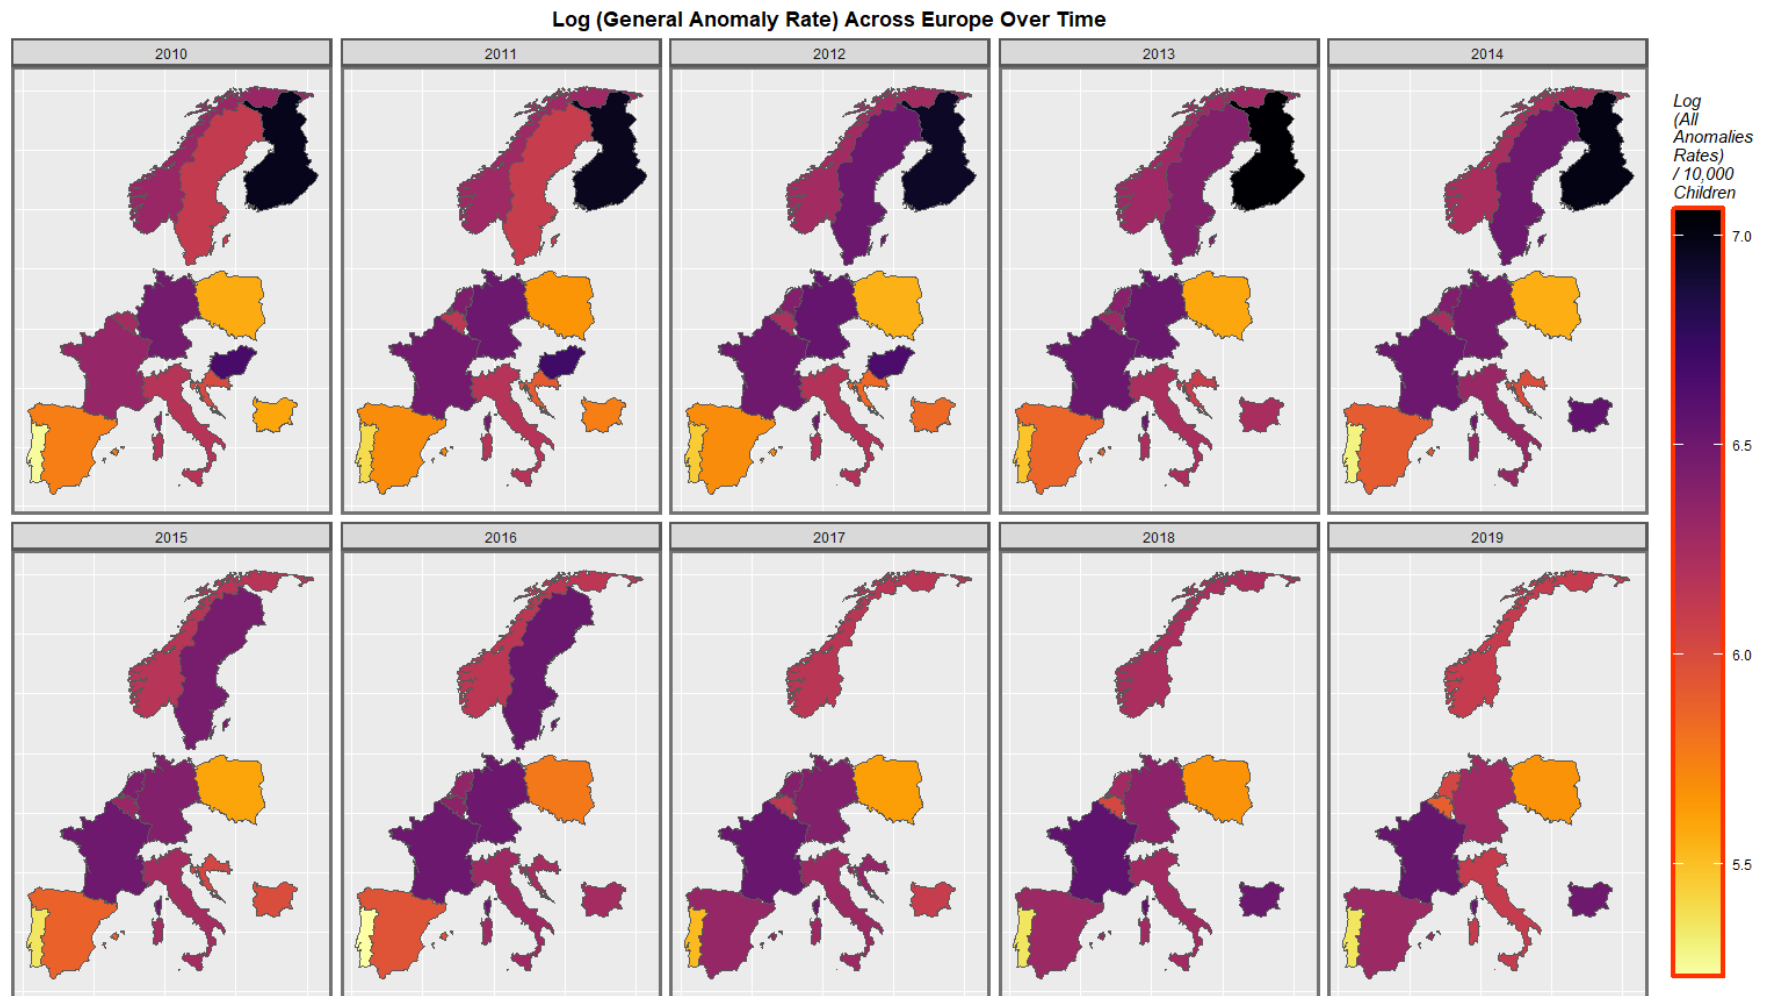 Log (General Anomaly Rate) Across Europe Over Time
2010
2011
2012
2013
2014
Log
(All
Anomalies
Rates)
/ 10,000
Children
7.0
6.5
6.0
5.5
2015
2016
2017
2018
2019